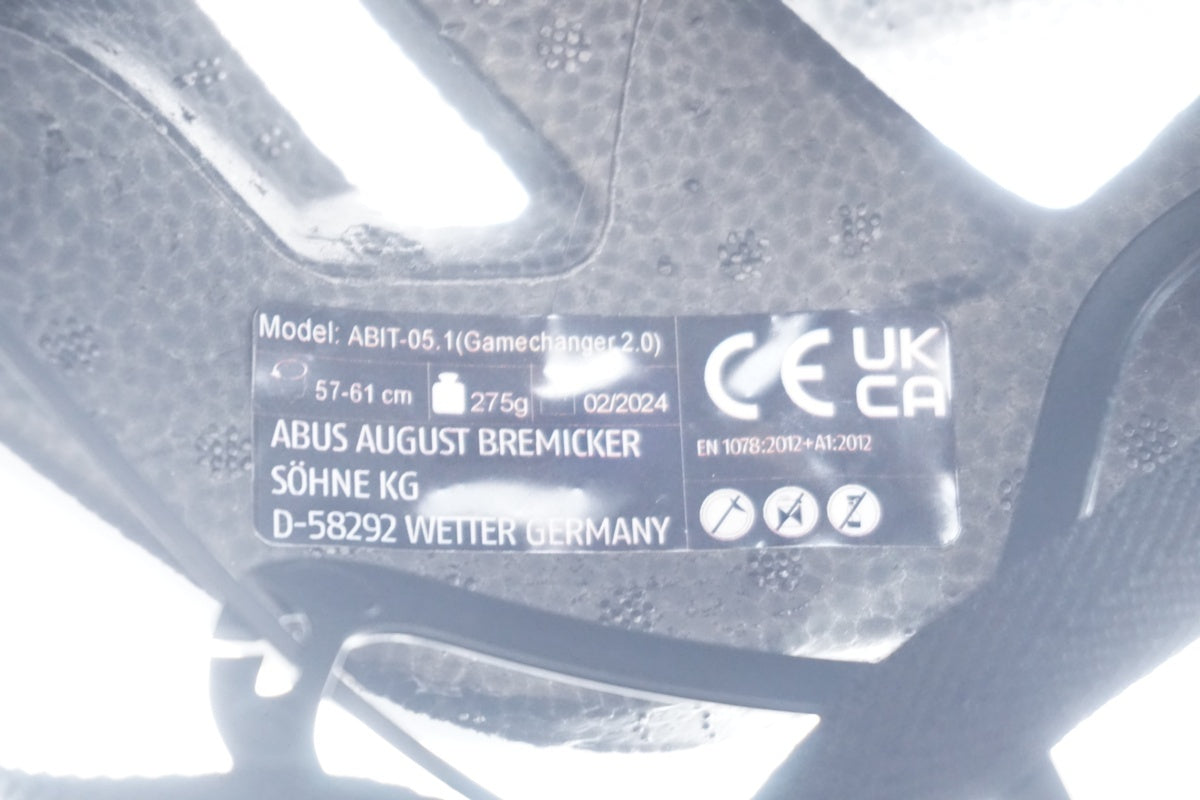 Model: ABIT-05.1(Gamechanger 2.0)
57-61 cm 275g 02/2024
ABUS AUGUST BREMICKER
SÖHNE KG
D-58292 WETTER GERMANY
CE UK
CA
EN 1078:2012+A1:2012